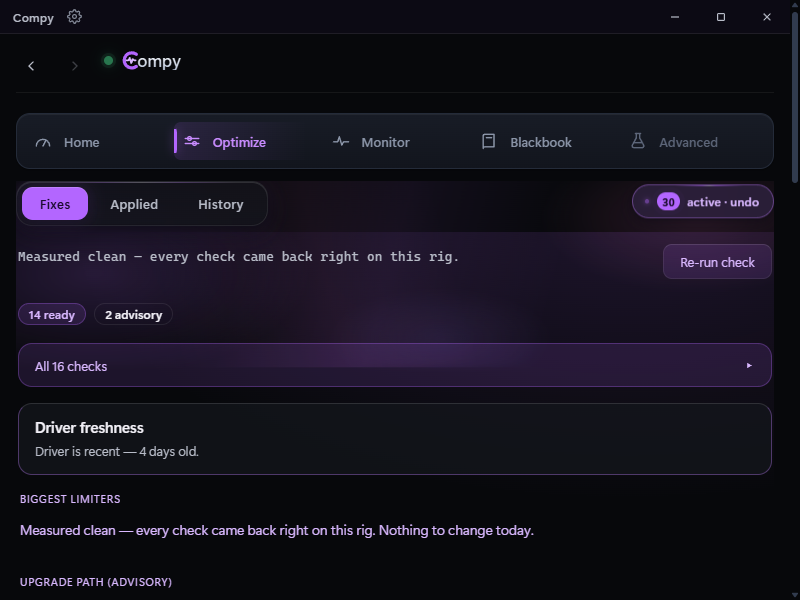 Compy
Compy
Home
Optimize
Monitor
Blackbook
Advanced
Fixes
Applied
History
30 active · undo
Measured clean — every check came back right on this rig.
Re-run check
14 ready
2 advisory
All 16 checks
Driver freshness
Driver is recent — 4 days old.
BIGGEST LIMITERS
Measured clean — every check came back right on this rig. Nothing to change today.
UPGRADE PATH (ADVISORY)